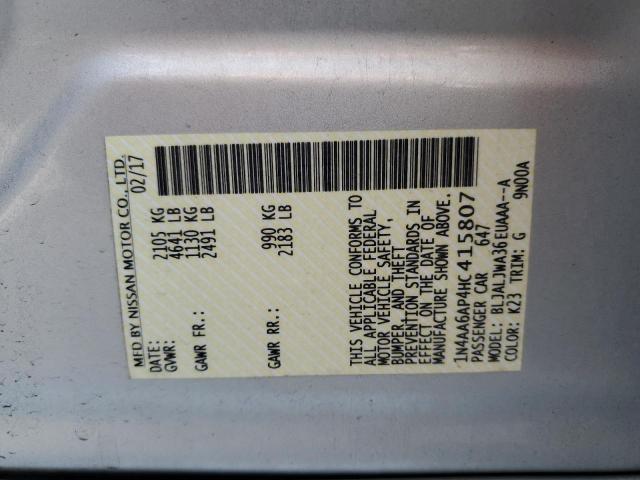 MFD BY NISSAN MOTOR CO., LTD.
DATE: 02/17
GVWR: 2105 KG
4641 LB
GAWR FR.: 1130 KG
2491 LB
GAWR RR.: 990 KG
2183 LB
THIS VEHICLE CONFORMS TO
ALL APPLICABLE FEDERAL
MOTOR VEHICLE SAFETY,
BUMPER, AND THEFT
PREVENTION STANDARDS IN
EFFECT ON THE DATE OF
MANUFACTURE SHOWN ABOVE.
1N4AA6AP4HC415807
PASSENGER CAR 647
MODEL: BLJALJWA36EUAAA--A
COLOR: K23 TRIM: G 9N00A